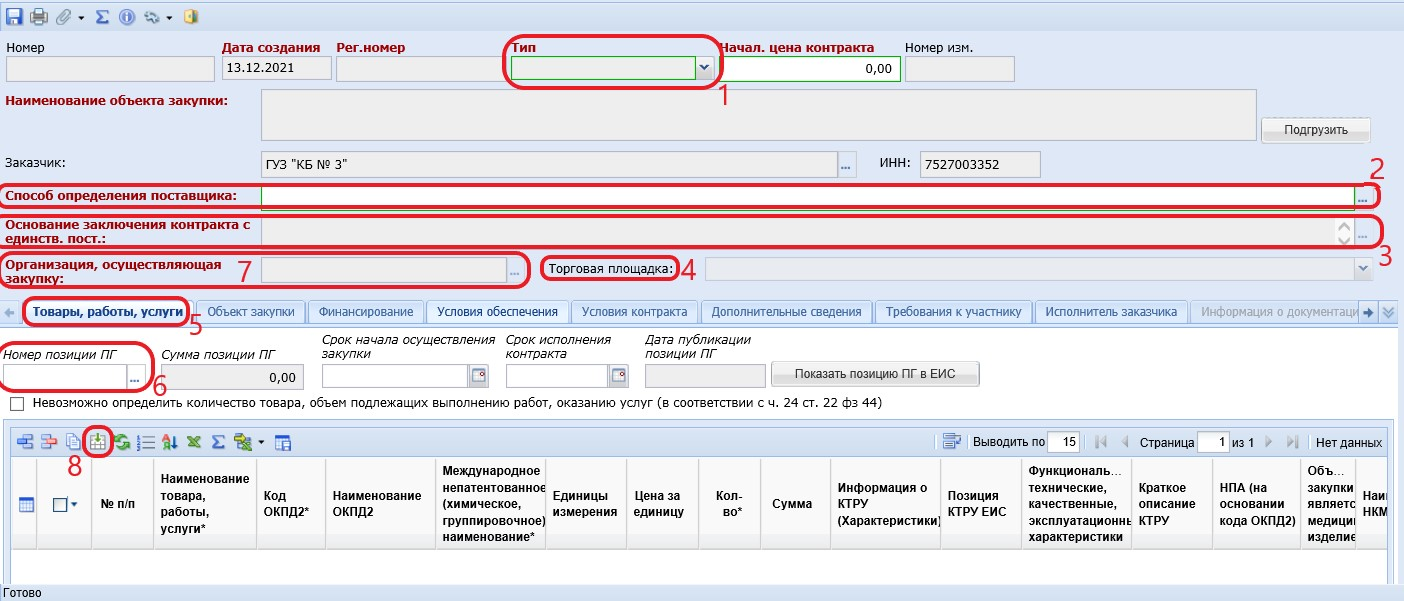 Номер Дата создания Рег.номер Тип Начал. цена контракта Номер изм.
13.12.2021 0,00
1
Наименование объекта закупки:
Подгрузить
Заказчик: ГУЗ "КБ № 3" ... ИНН: 7527003352
2
Способ определения поставщика: ...
Основание заключения контракта с
единств. пост.: ...
3
Организация, осуществляющая
закупку: ...
7
Торговая площадка:
4
Товары, работы, услуги Объект закупки Финансирование Условия обеспечения Условия контракта Дополнительные сведения Требования к участнику Исполнитель заказчика Информация о документаци
5
Номер позиции ПГ Сумма позиции ПГ Срок начала осуществления
закупки
Срок исполнения
контракта
Дата публикации
позиции ПГ
... 0,00 Показать позицию ПГ в ЕИС
6
Невозможно определить количество товара, объем подлежащих выполнению работ, оказанию услуг (в соответствии с ч. 24 ст. 22 фз 44)
Выводить по 15 Страница 1 из 1 Нет данных
8
№ п/п
Наименование
товара,
работы,
услуги*
Код
ОКПД2*
Наименование
ОКПД2
Международное
непатентованное
(химическое,
группировочное)
наименование*
Единицы
измерения
Цена за
единицу
Кол-
во*
Сумма
Информация о
КТРУ
(Характеристики)
Позиция
КТРУ ЕИС
Функциональ...
технические,
качественные,
эксплуатационны
характеристики
Краткое
описание
КТРУ
НПА (на
основании
кода ОКПД2)
Объ...
закупки
являетс
медици
изделие
Наи
НКМ
Готово